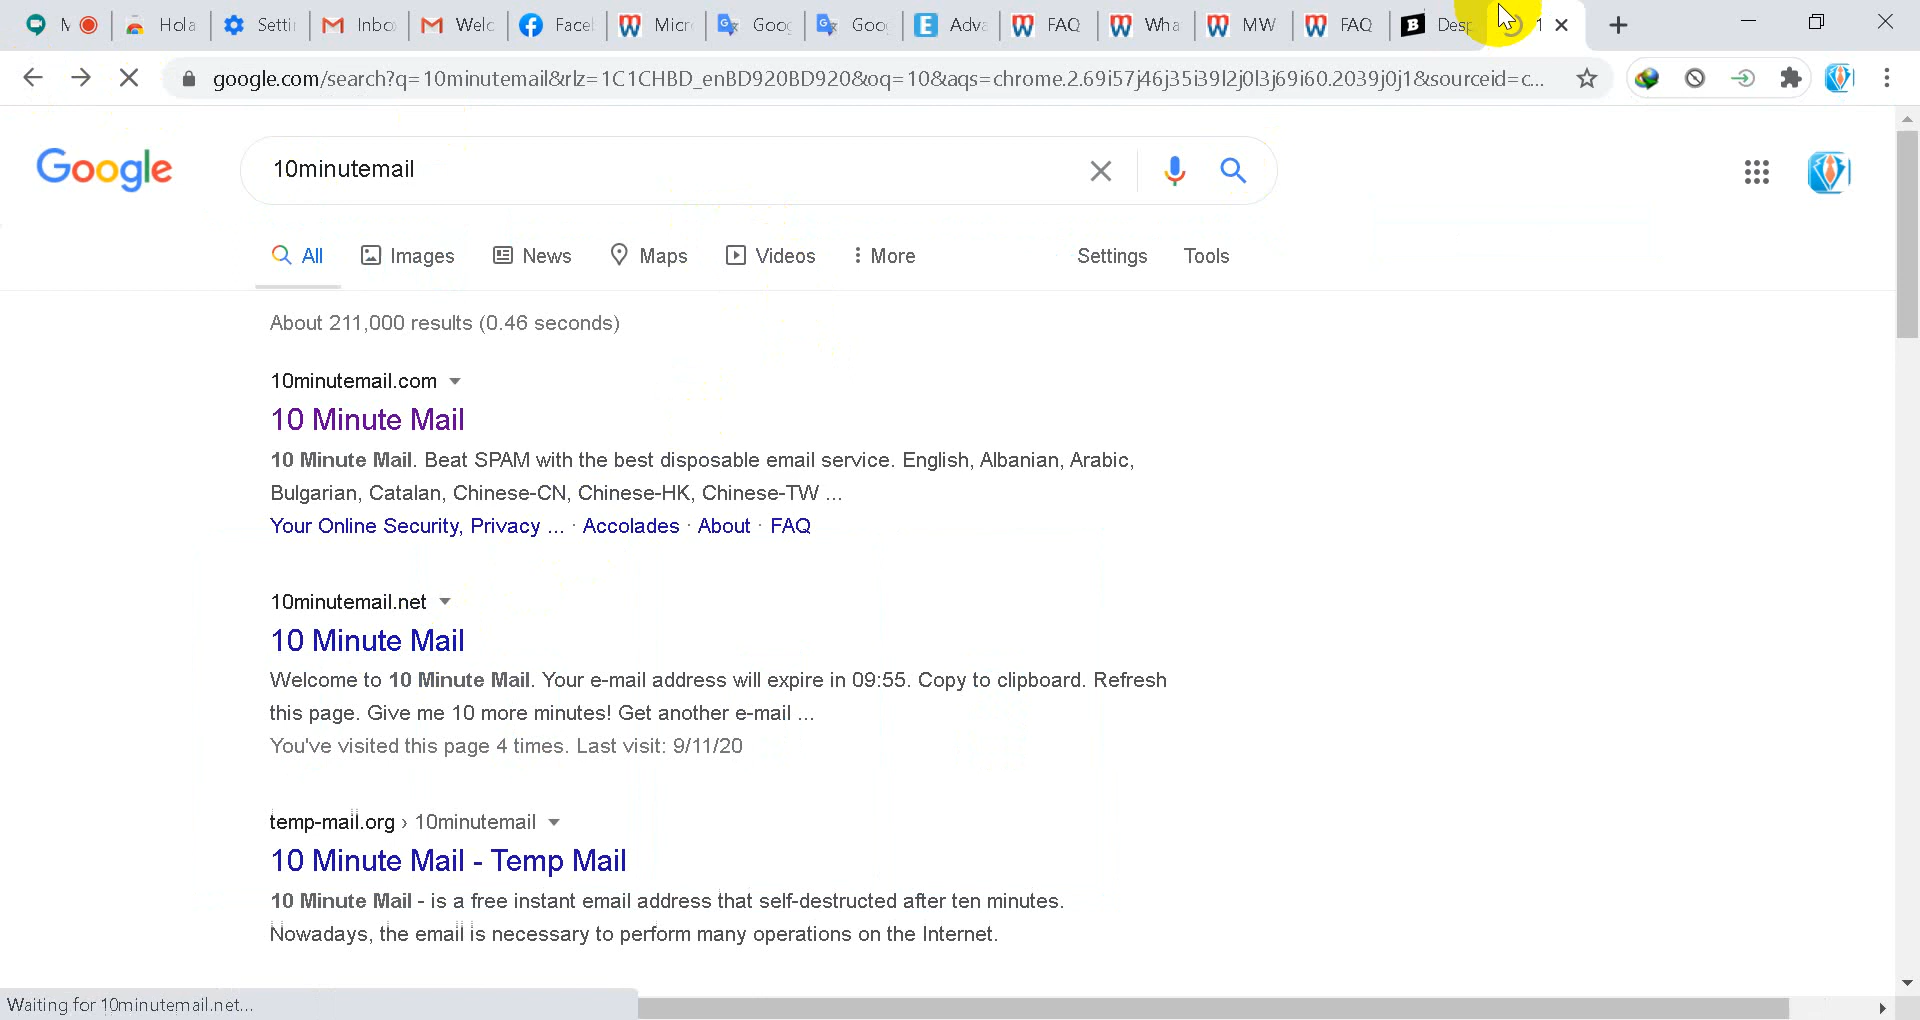 M
Hola
Settin
Inbo
Welc
Face
Micr
Goog
Goog
Adva
FAQ
Wha
MW
FAQ
Desp
1
google.com/search?q=10minutemail&rlz=1C1CHBD_enBD920BD920&oq=10&aqs=chrome.2.69i57j46j35i39l2j0l3j69i60.2039j0j1&sourceid=c...
Google
10minutemail
All
Images
News
Maps
Videos
More
Settings
Tools
About 211,000 results (0.46 seconds)
10minutemail.com
10 Minute Mail
10 Minute Mail. Beat SPAM with the best disposable email service. English, Albanian, Arabic,
Bulgarian, Catalan, Chinese-CN, Chinese-HK, Chinese-TW ...
Your Online Security, Privacy ... · Accolades · About · FAQ
10minutemail.net
10 Minute Mail
Welcome to 10 Minute Mail. Your e-mail address will expire in 09:55. Copy to clipboard. Refresh
this page. Give me 10 more minutes! Get another e-mail ...
You've visited this page 4 times. Last visit: 9/11/20
temp-mail.org › 10minutemail
10 Minute Mail - Temp Mail
10 Minute Mail - is a free instant email address that self-destructed after ten minutes.
Nowadays, the email is necessary to perform many operations on the Internet.
Waiting for 10minutemail.net...